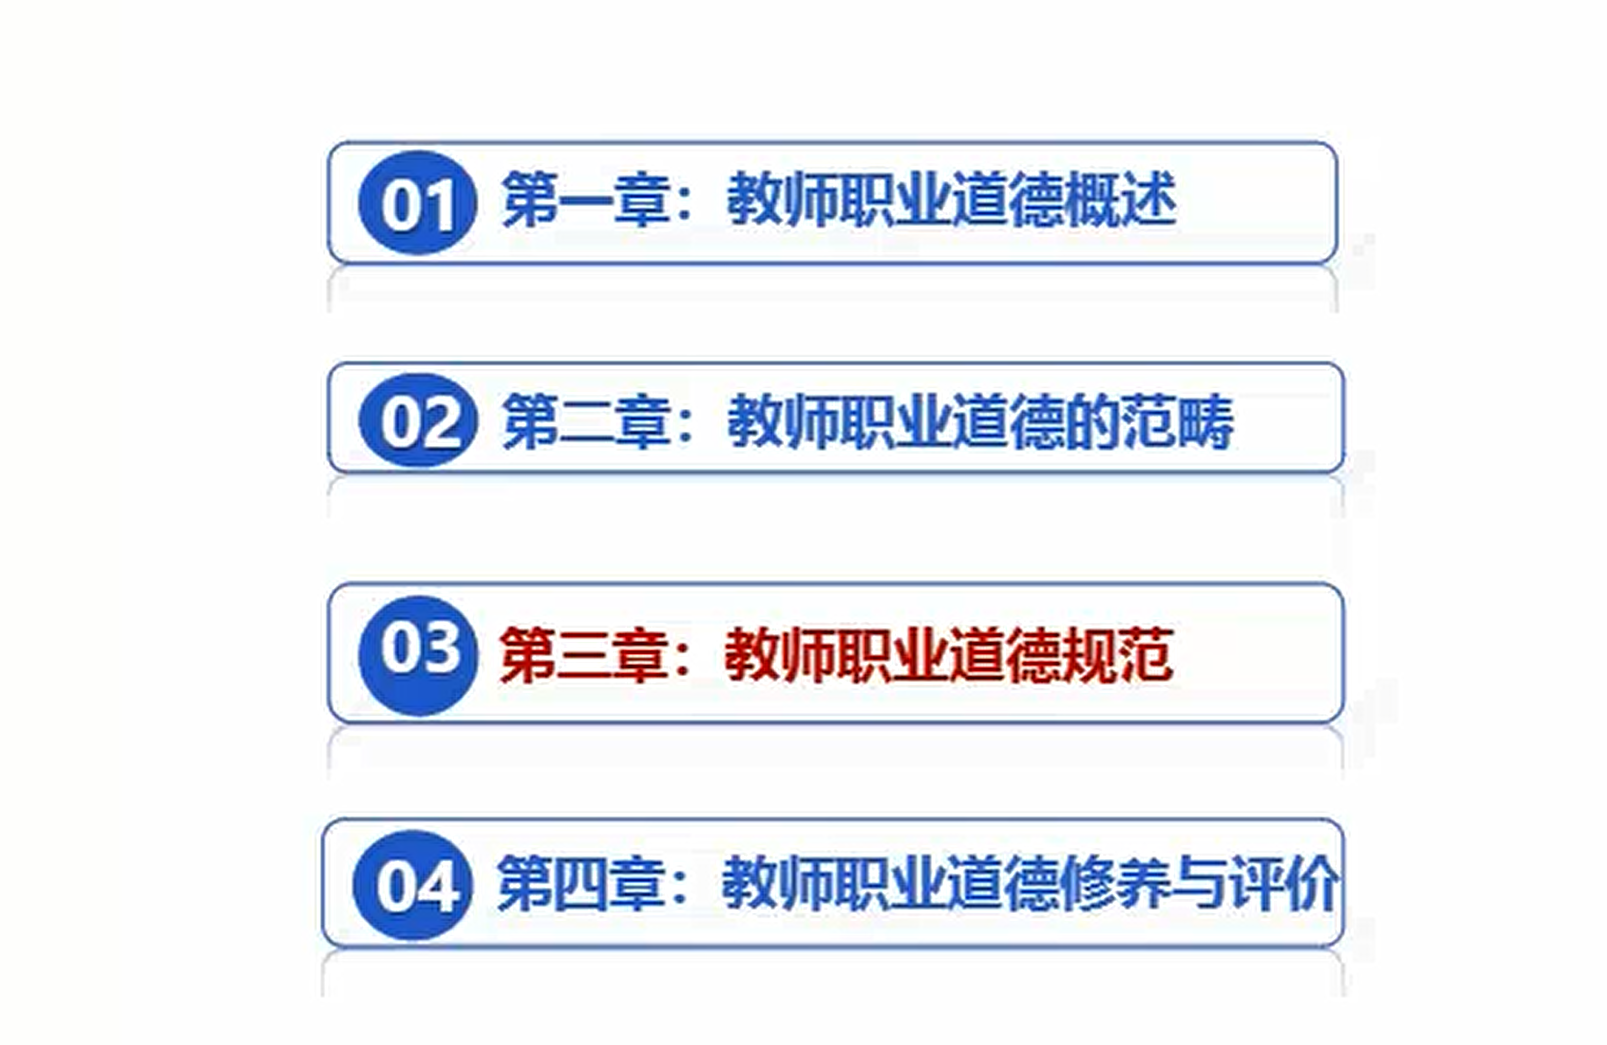 01 第一章：教师职业道德概述
02 第二章：教师职业道德的范畴
03 第三章：教师职业道德规范
04 第四章：教师职业道德修养与评价